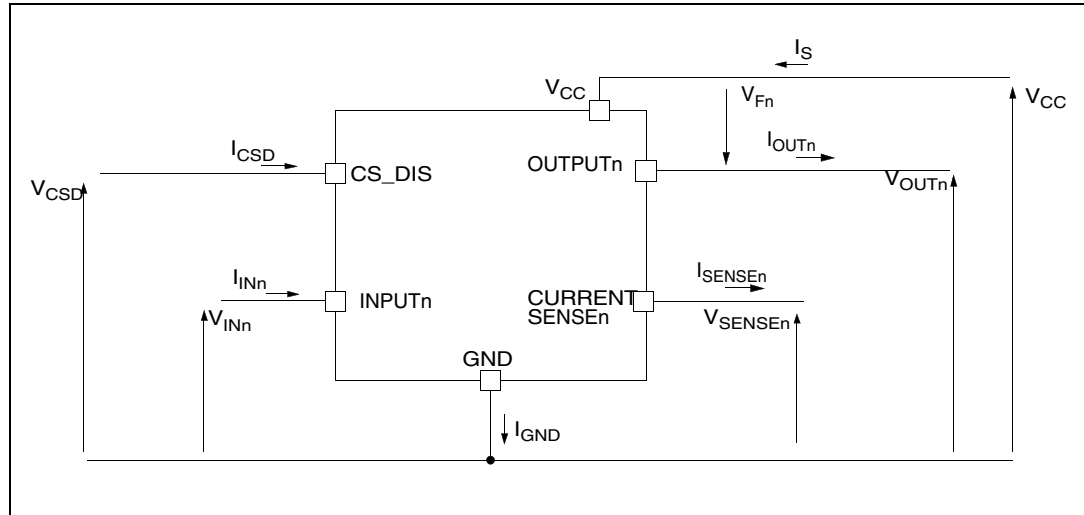 I_S
V_CC
V_Fn
V_CC
I_OUTn
I_CSD
OUTPUTn
CS_DIS
V_CSD
V_OUTn
I_INn
I_SENSEn
INPUTn
CURRENT
SENSEn
V_INn
V_SENSEn
GND
I_GND